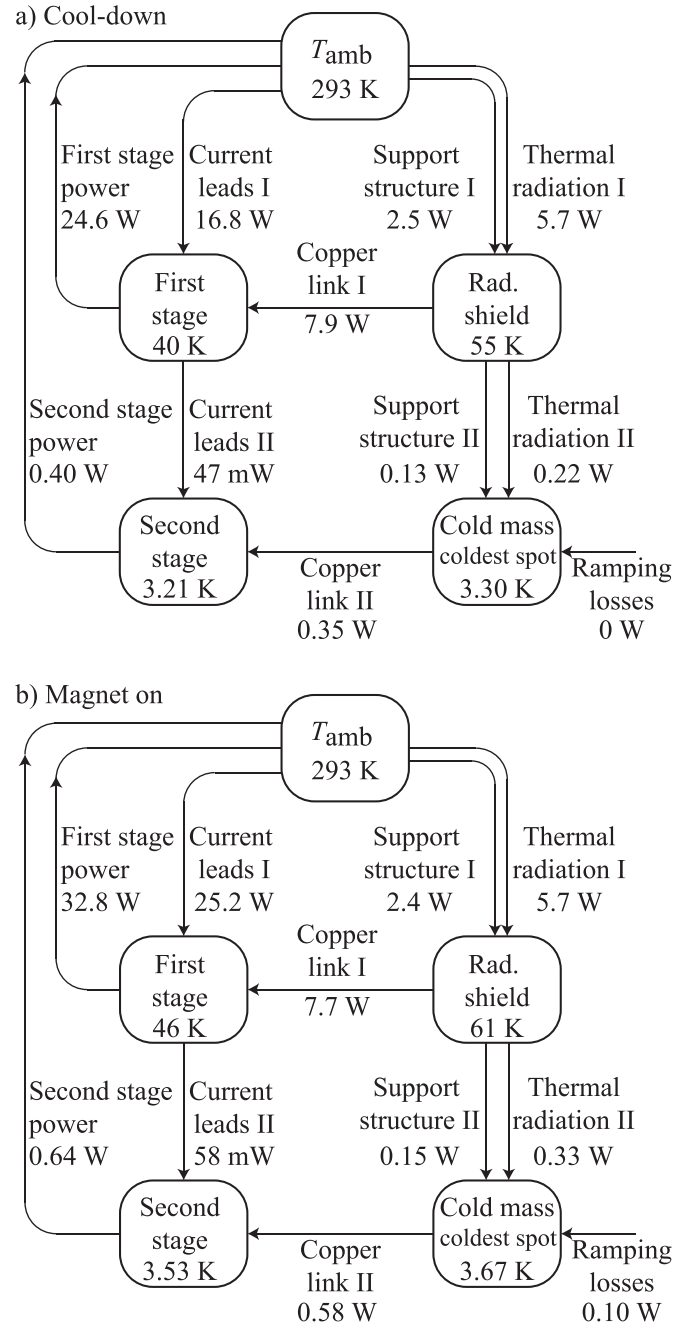 a) Cool-down
Tamb
293 K
First stage
power
24.6 W
Current
leads I
16.8 W
Support
structure I
2.5 W
Thermal
radiation I
5.7 W
First
stage
40 K
Copper
link I
7.9 W
Rad.
shield
55 K
Second stage
power
0.40 W
Current
leads II
47 mW
Support
structure II
0.13 W
Thermal
radiation II
0.22 W
Second
stage
3.21 K
Copper
link II
0.35 W
Cold mass
coldest spot
3.30 K
Ramping
losses
0 W
b) Magnet on
Tamb
293 K
First stage
power
32.8 W
Current
leads I
25.2 W
Support
structure I
2.4 W
Thermal
radiation I
5.7 W
First
stage
46 K
Copper
link I
7.7 W
Rad.
shield
61 K
Second stage
power
0.64 W
Current
leads II
58 mW
Support
structure II
0.15 W
Thermal
radiation II
0.33 W
Second
stage
3.53 K
Copper
link II
0.58 W
Cold mass
coldest spot
3.67 K
Ramping
losses
0.10 W